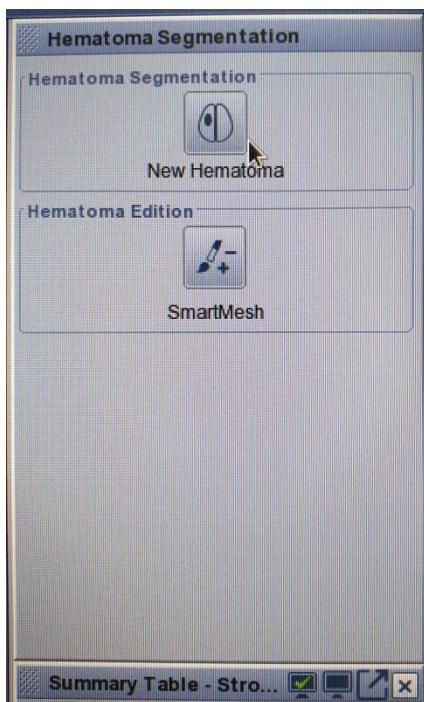 Hematoma Segmentation
Hematoma Segmentation
New Hematoma
Hematoma Edition
SmartMesh
Summary Table - Stro...